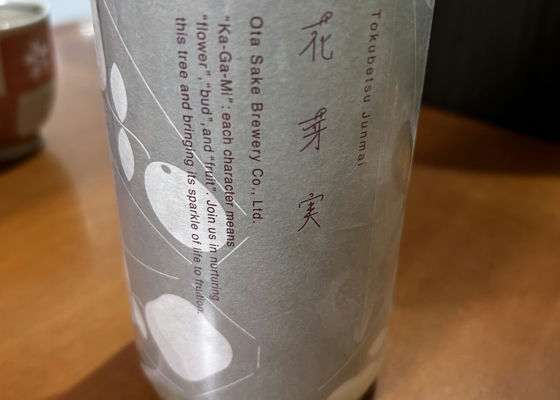 Tokubetsu Junmai
花芽実
Ota Sake Brewery Co., Ltd.
"Ka-Ga-Mi": each character means
"flower", "bud", and "fruit". Join us in nurturing
this tree and bringing its sparkle of life to fruition.